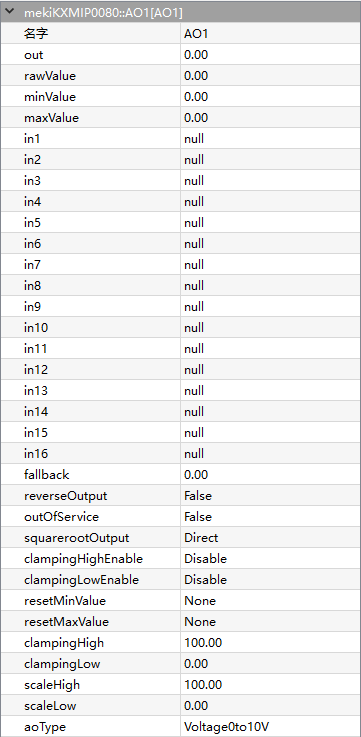 mekiKXMIP0080::AO1[AO1]
名字 AO1
out 0.00
rawValue 0.00
minValue 0.00
maxValue 0.00
in1 null
in2 null
in3 null
in4 null
in5 null
in6 null
in7 null
in8 null
in9 null
in10 null
in11 null
in12 null
in13 null
in14 null
in15 null
in16 null
fallback 0.00
reverseOutput False
outOfService False
squarerootOutput Direct
clampingHighEnable Disable
clampingLowEnable Disable
resetMinValue None
resetMaxValue None
clampingHigh 100.00
clampingLow 0.00
scaleHigh 100.00
scaleLow 0.00
aoType Voltage0to10V